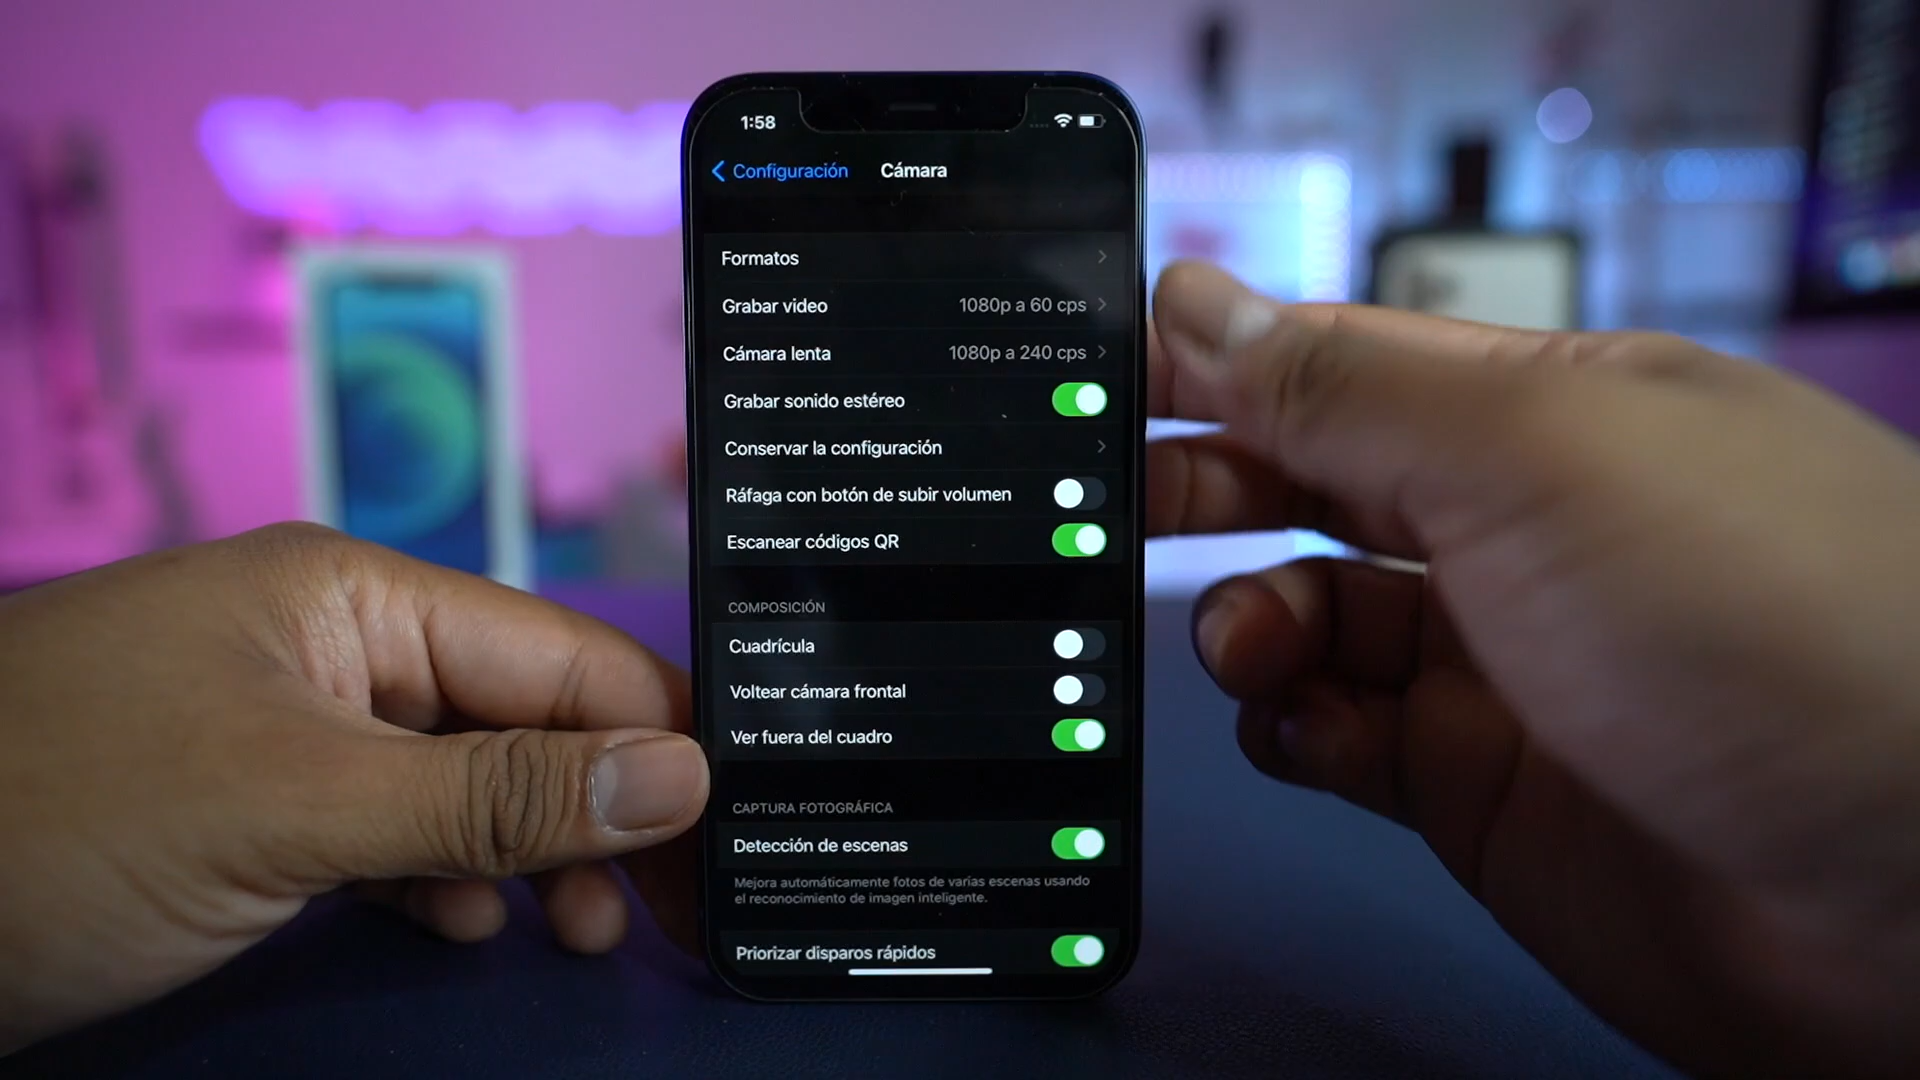 1:58
Configuración Cámara
Formatos
Grabar video 1080p a 60 cps
Cámara lenta 1080p a 240 cps
Grabar sonido estéreo
Conservar la configuración
Ráfaga con botón de subir volumen
Escanear códigos QR
COMPOSICIÓN
Cuadrícula
Voltear cámara frontal
Ver fuera del cuadro
CAPTURA FOTOGRÁFICA
Detección de escenas
Mejora automáticamente fotos de varias escenas usando
el reconocimiento de imagen inteligente.
Priorizar disparos rápidos